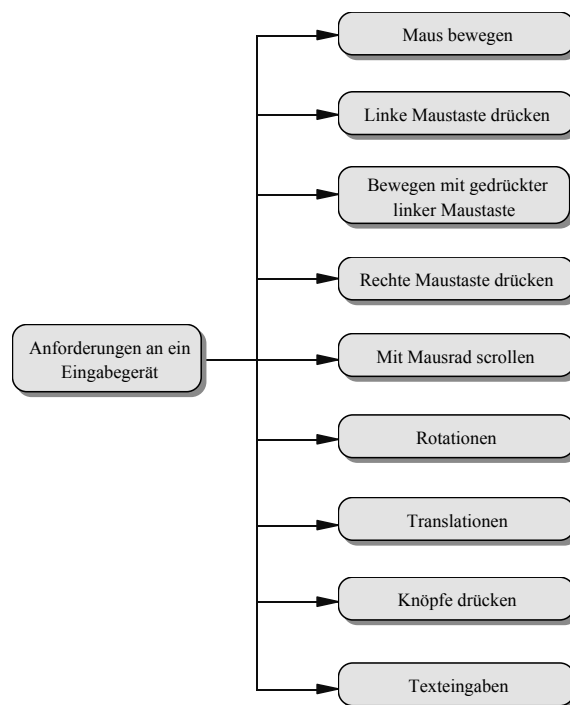 Maus bewegen
Linke Maustaste drücken
Bewegen mit gedrückter
linker Maustaste
Rechte Maustaste drücken
Anforderungen an ein
Eingabegerät
Mit Mausrad scrollen
Rotationen
Translationen
Knöpfe drücken
Texteingaben